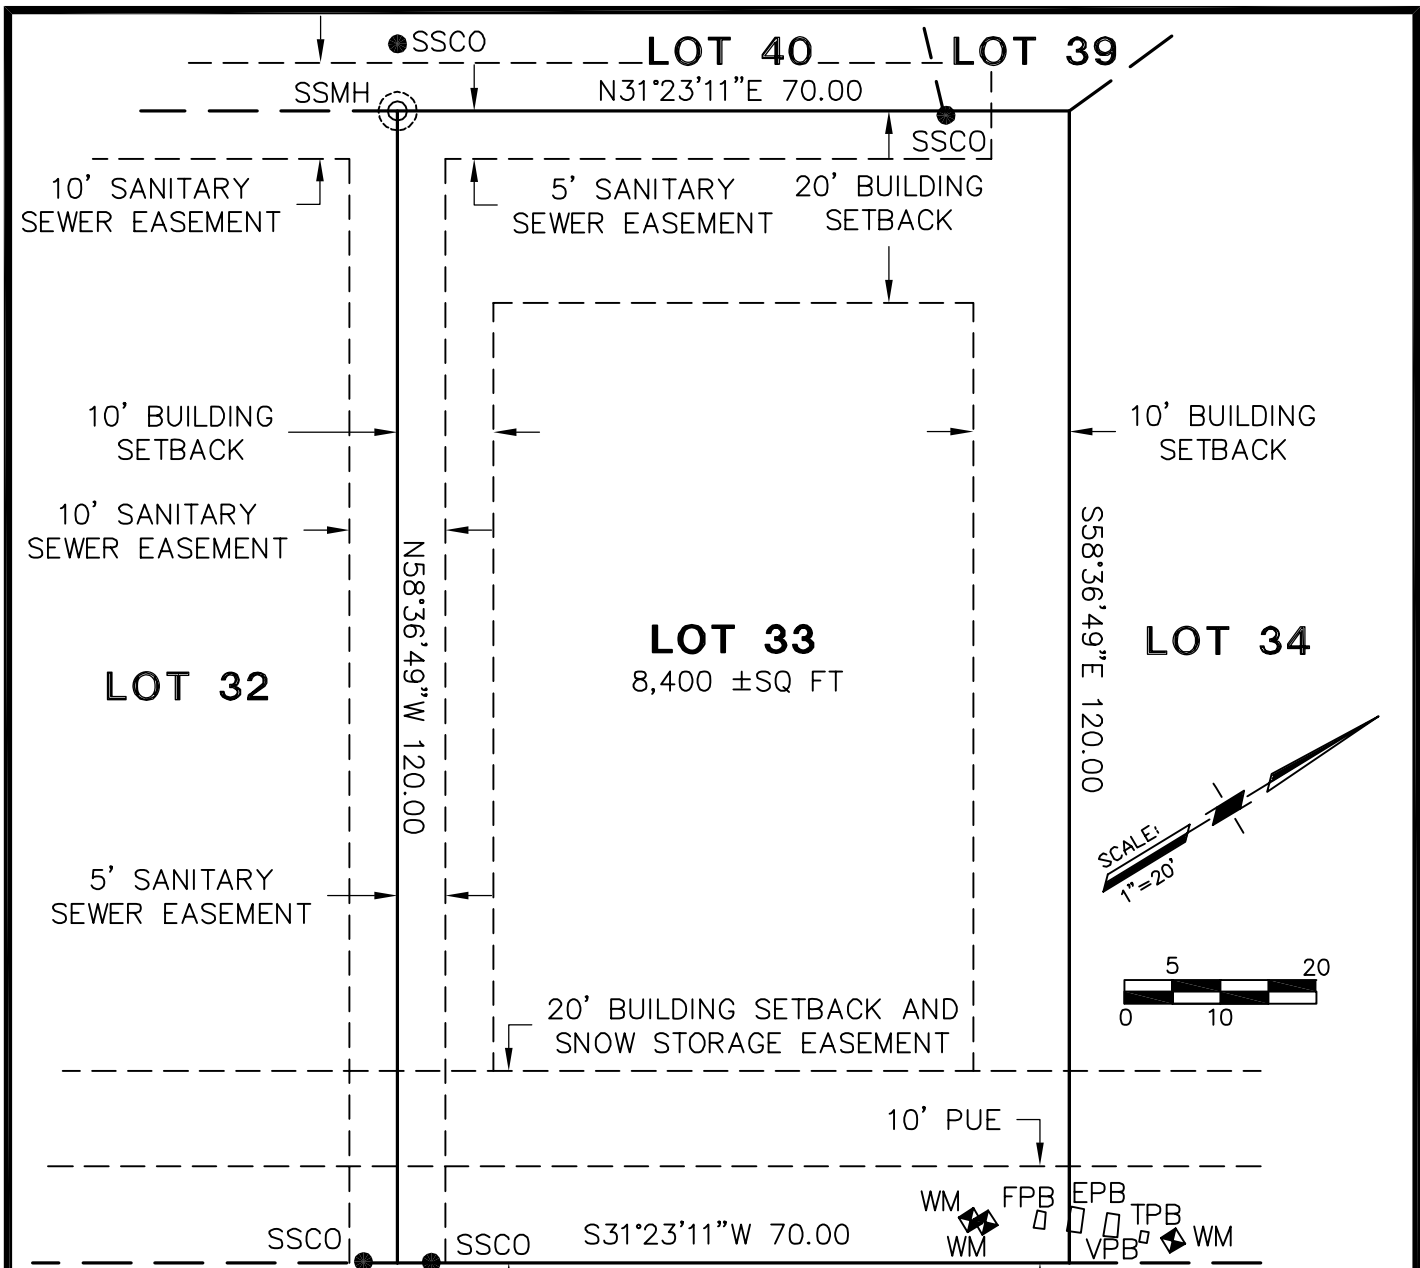 SSCO
LOT 40
LOT 39
SSMH
N31°23'11"E 70.00
SSCO
10' SANITARY
SEWER EASEMENT
5' SANITARY
SEWER EASEMENT
20' BUILDING
SETBACK
10' BUILDING
SETBACK
10' BUILDING
SETBACK
10' SANITARY
SEWER EASEMENT
N58°36'49"W 120.00
S58°36'49"E 120.00
LOT 33
8,400 ±SQ FT
LOT 34
LOT 32
SCALE:
1"=20'
5' SANITARY
SEWER EASEMENT
5 20
0 10
20' BUILDING SETBACK AND
SNOW STORAGE EASEMENT
10' PUE
WM
FPB
EPB
TPB
SSCO
SSCO
S31°23'11"W 70.00
WM
VPB
WM